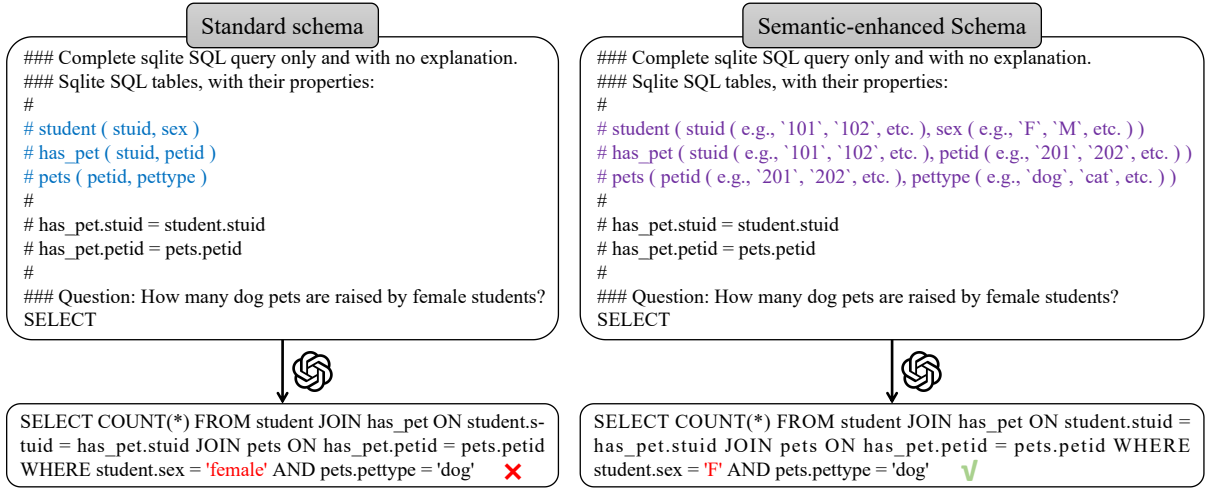 Standard schema
### Complete sqlite SQL query only and with no explanation.
### Sqlite SQL tables, with their properties:
#
# student ( stuid, sex )
# has_pet ( stuid, petid )
# pets ( petid, pettype )
#
# has_pet.stuid = student.stuid
# has_pet.petid = pets.petid
#
### Question: How many dog pets are raised by female students?
SELECT
SELECT COUNT(*) FROM student JOIN has_pet ON student.s-
tuid = has_pet.stuid JOIN pets ON has_pet.petid = pets.petid
WHERE student.sex = 'female' AND pets.pettype = 'dog'
Semantic-enhanced Schema
### Complete sqlite SQL query only and with no explanation.
### Sqlite SQL tables, with their properties:
#
# student ( stuid ( e.g., `101`, `102`, etc. ), sex ( e.g., `F`, `M`, etc. ) )
# has_pet ( stuid ( e.g., `101`, `102`, etc. ), petid ( e.g., `201`, `202`, etc. ) )
# pets ( petid ( e.g., `201`, `202`, etc. ), pettype ( e.g., `dog`, `cat`, etc. ) )
#
# has_pet.stuid = student.stuid
# has_pet.petid = pets.petid
#
### Question: How many dog pets are raised by female students?
SELECT
SELECT COUNT(*) FROM student JOIN has_pet ON student.stuid =
has_pet.stuid JOIN pets ON has_pet.petid = pets.petid WHERE
student.sex = 'F' AND pets.pettype = 'dog'